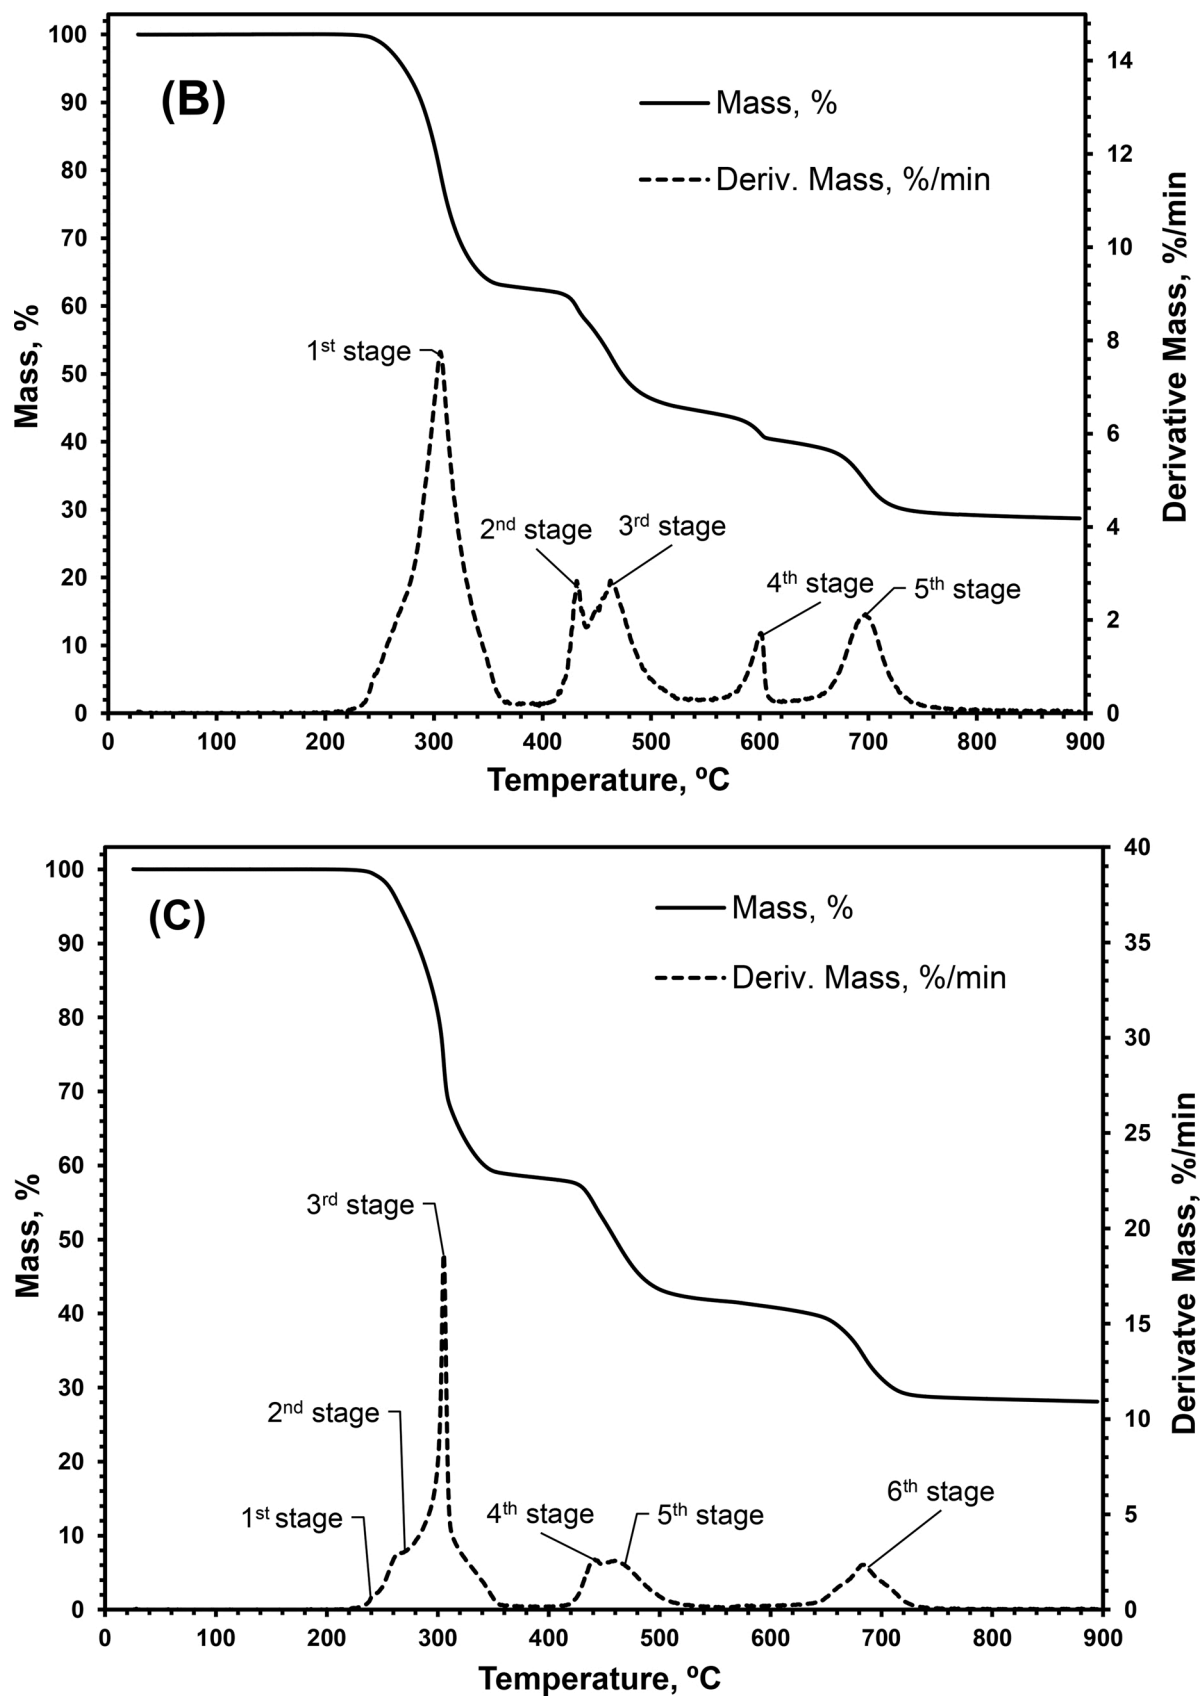 (B)
Mass, %
Deriv. Mass, %/min
1st stage
2nd stage
3rd stage
4th stage
5th stage
100
90
80
70
60
50
40
30
20
10
0
Mass, %
14
12
10
8
6
4
2
0
Derivative Mass, %/min
0 100 200 300 400 500 600 700 800 900
Temperature, ºC
(C)
Mass, %
Deriv. Mass, %/min
3rd stage
2nd stage
1st stage
4th stage
5th stage
6th stage
100
90
80
70
60
50
40
30
20
10
0
Mass, %
40
35
30
25
20
15
10
5
0
Derivatve Mass, %/min
0 100 200 300 400 500 600 700 800 900
Temperature, ºC